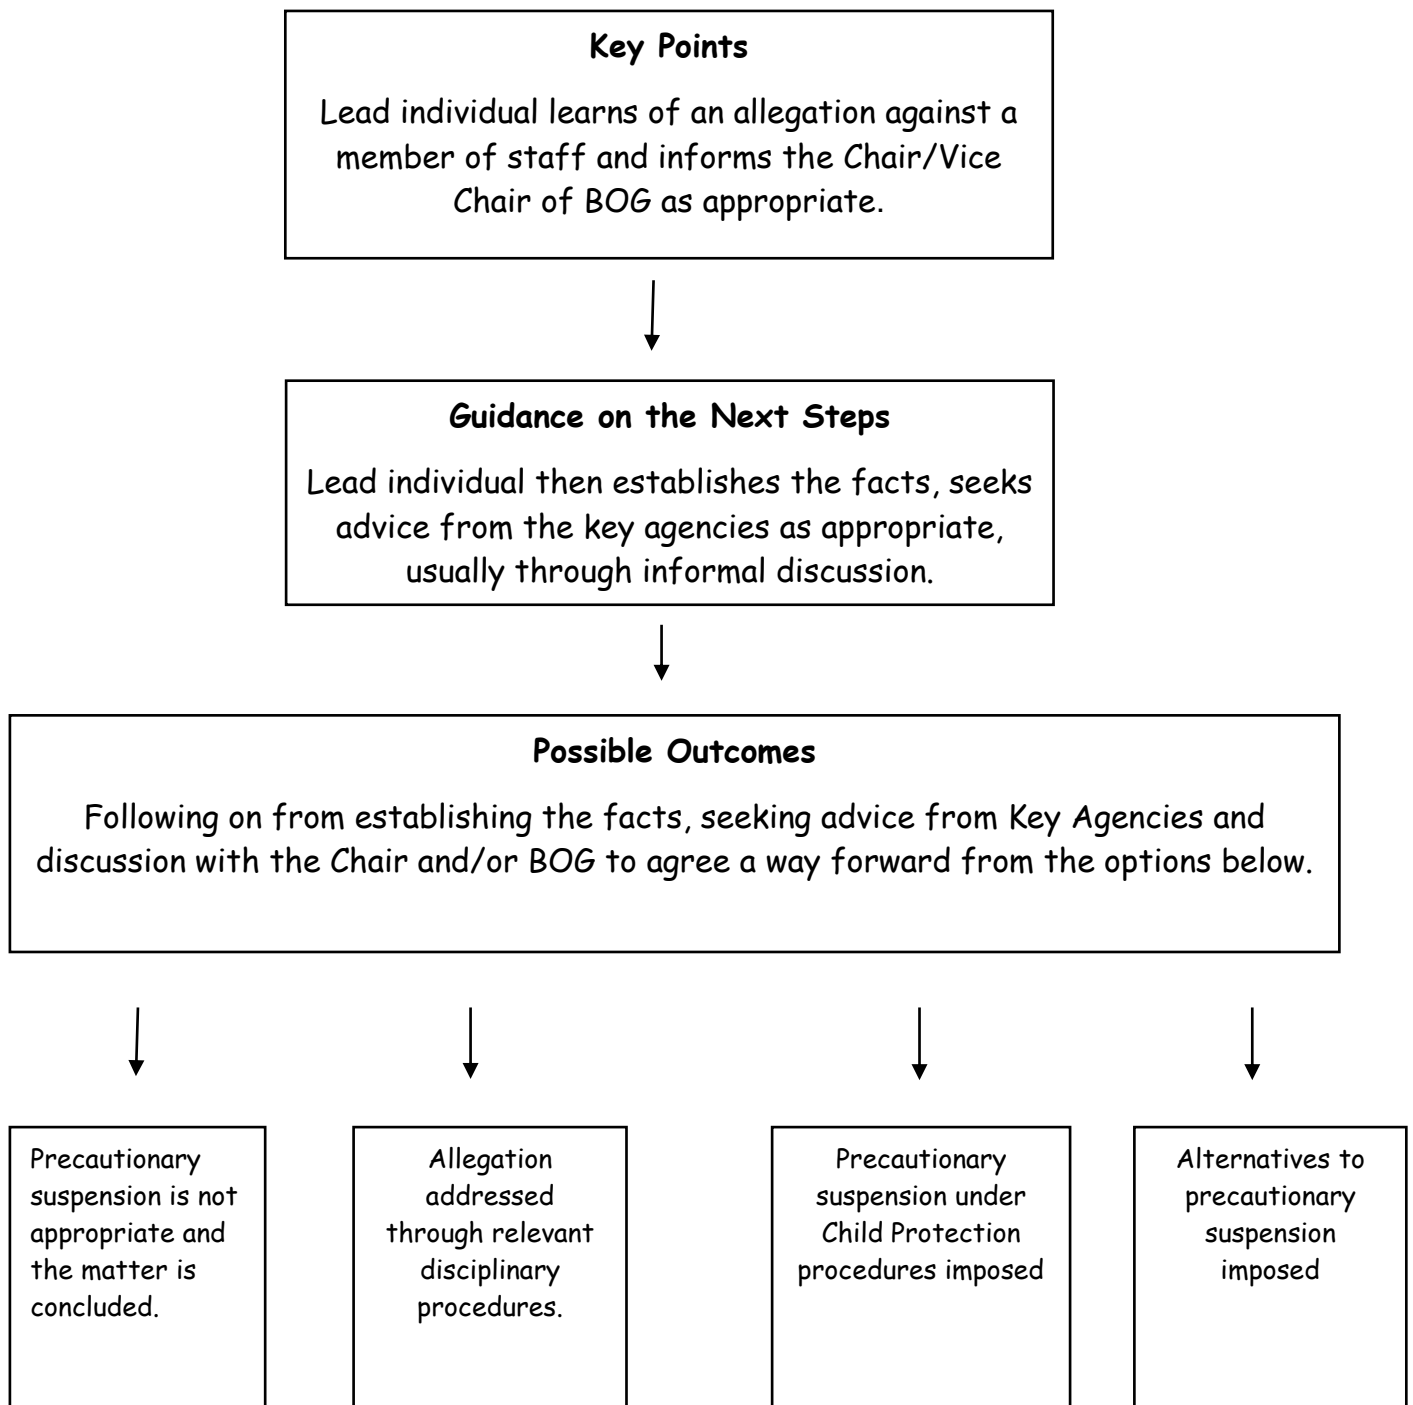 Key Points
Lead individual learns of an allegation against a
member of staff and informs the Chair/Vice
Chair of BOG as appropriate.
Guidance on the Next Steps
Lead individual then establishes the facts, seeks
advice from the key agencies as appropriate,
usually through informal discussion.
Possible Outcomes
Following on from establishing the facts, seeking advice from Key Agencies and
discussion with the Chair and/or BOG to agree a way forward from the options below.
Precautionary
suspension is not
appropriate and
the matter is
concluded.
Allegation
addressed
through relevant
disciplinary
procedures.
Precautionary
suspension under
Child Protection
procedures imposed
Alternatives to
precautionary
suspension
imposed